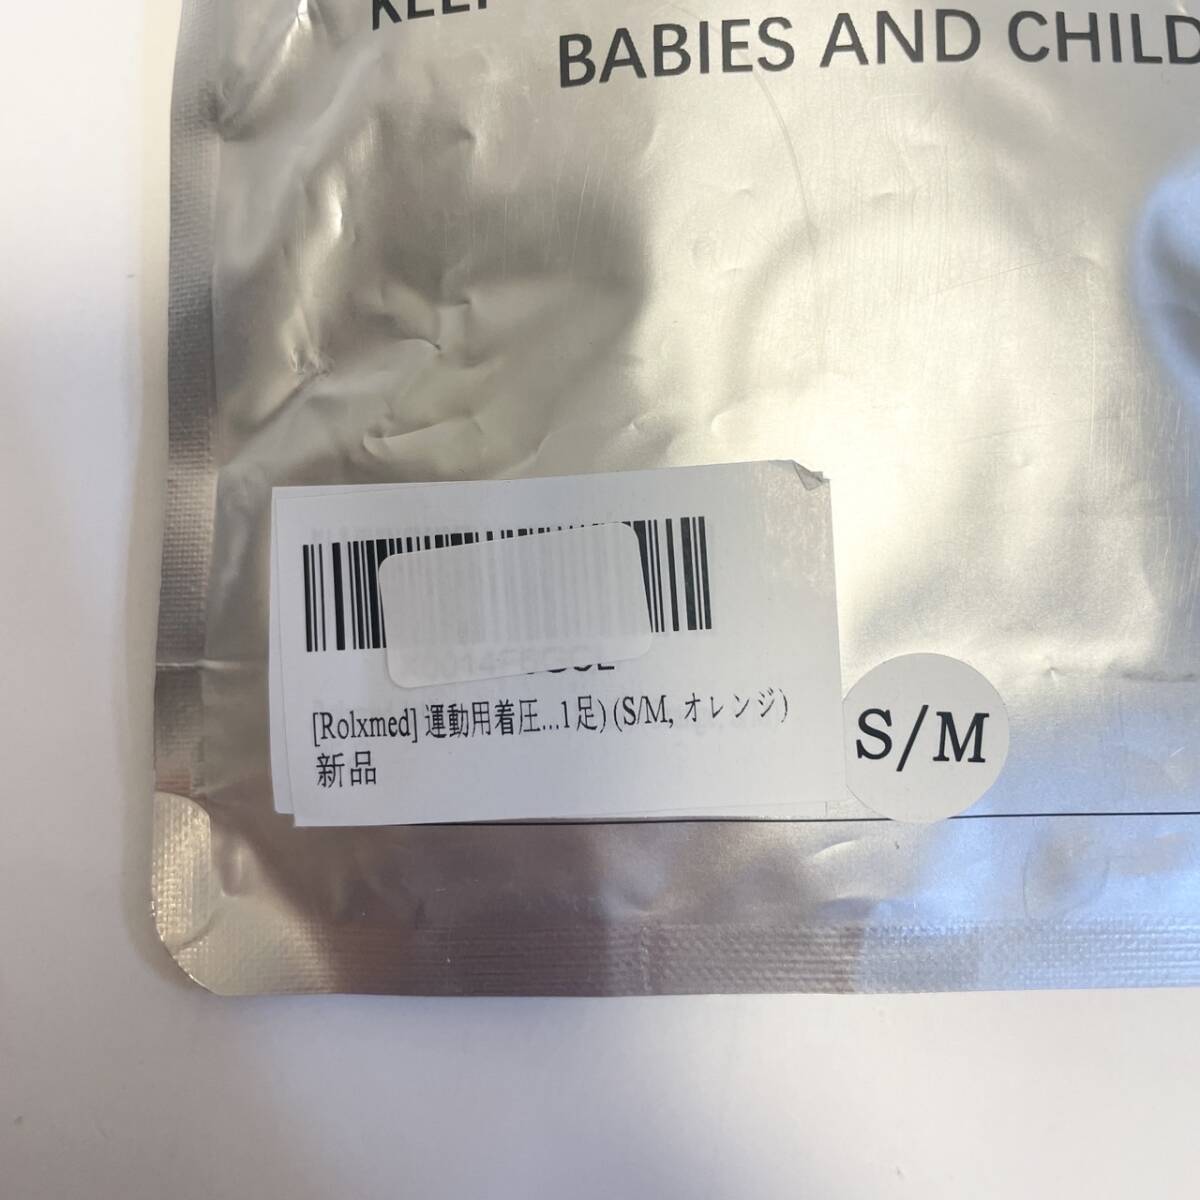 BABIES AND CHILD
[Rolxmed] 運動用着圧...1足) (S/M, オレンジ)
新品
S/M